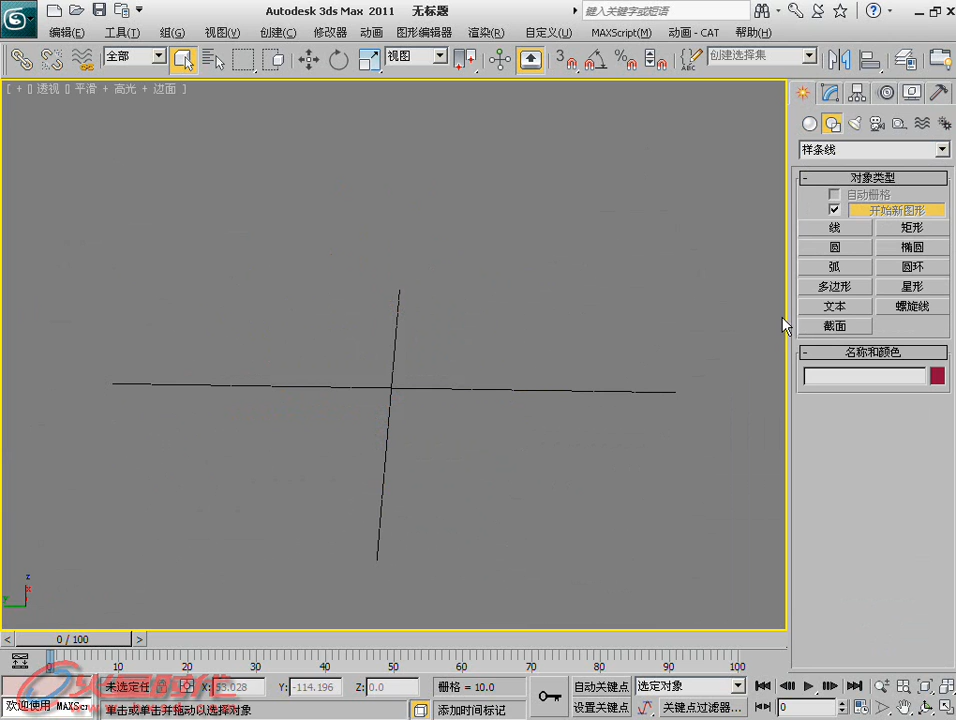 Autodesk 3ds Max 2011 无标题
键入关键字或短语
编辑(E) 工具(T) 组(G) 视图(V) 创建(C) 修改器 动画 图形编辑器 渲染(R) 自定义(U) MAXScript(M) 动画 - CAT 帮助(H)
全部 视图 3 创建选择集
[ + [] 透视 [] 平滑 + 高光 + 边面 ]
样条线
- 对象类型
自动栅格
开始新图形
线 矩形
圆 椭圆
弧 圆环
多边形 星形
文本 螺旋线
截面
- 名称和颜色
z
x
y
< 0 / 100 >
0 10 20 30 40 50 60 70 80 90 100
未选定任 X: 53.028 Y: -114.196 Z: 0.0 栅格 = 10.0 自动关键点 选定对象
欢迎使用 MAXScr 单击或单击并拖动以选择对象 添加时间标记 设置关键点 关键点过滤器... 0